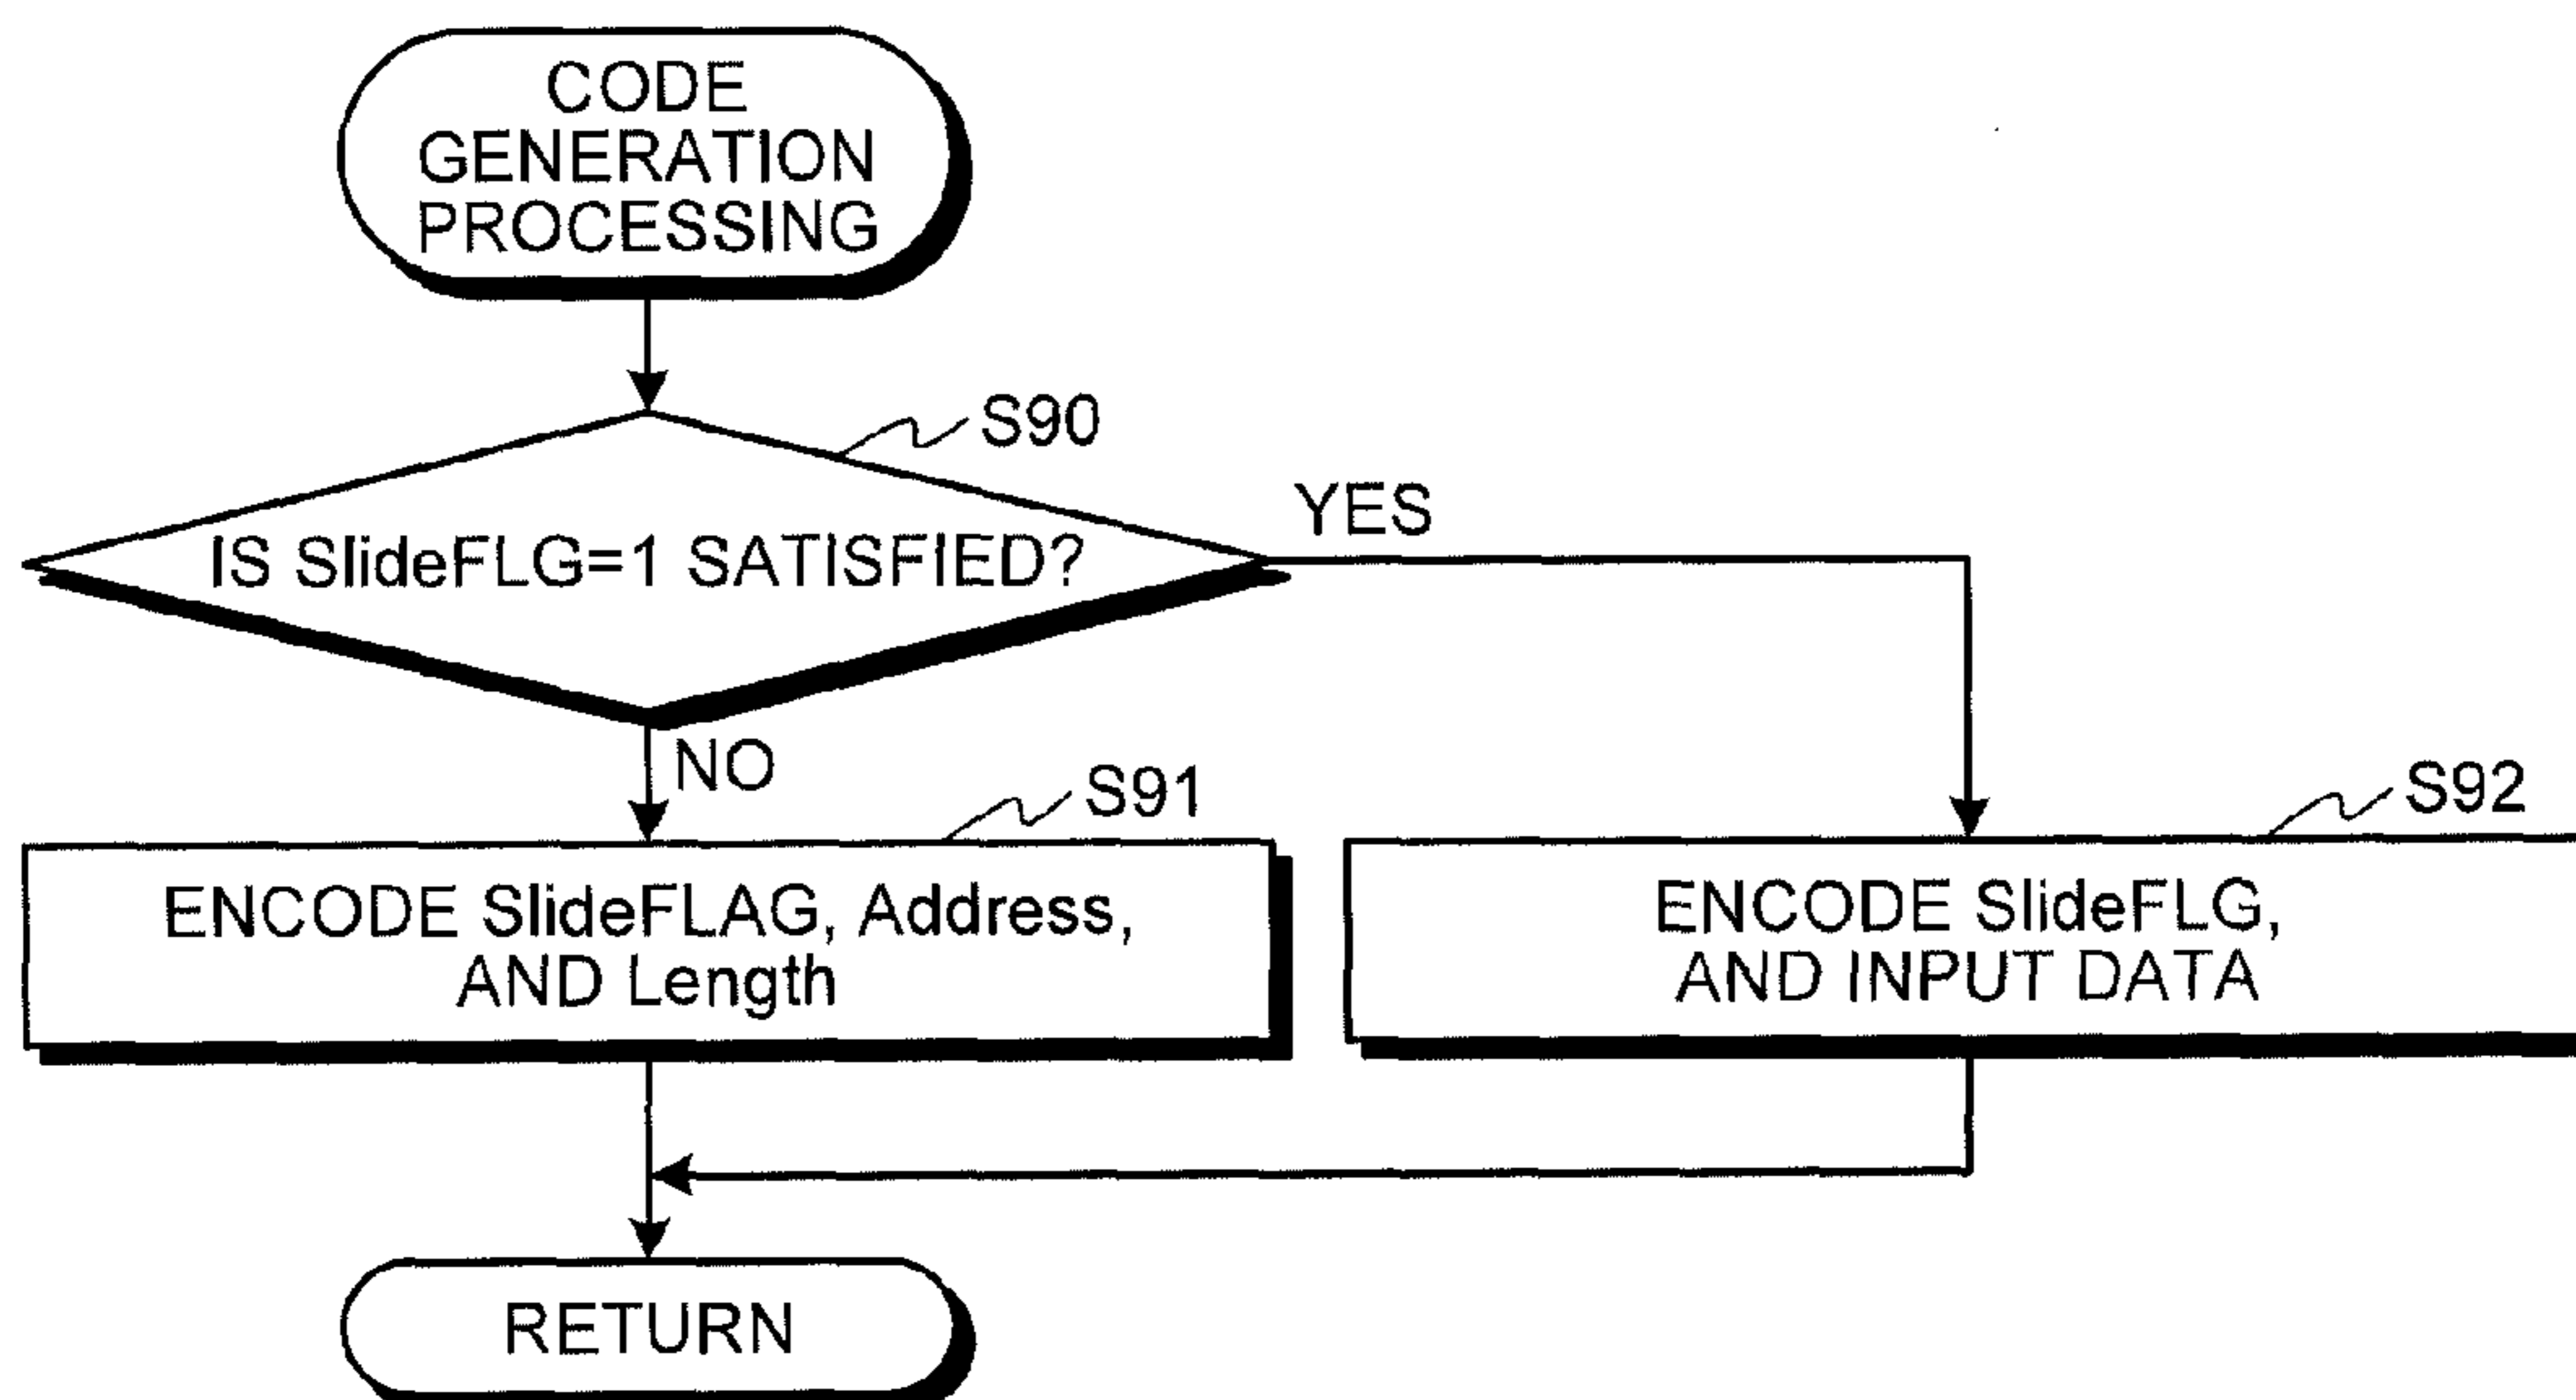 CODE
GENERATION
PROCESSING
S90
IS SlideFLG=1 SATISFIED?
YES
NO
S91
ENCODE SlideFLAG, Address,
AND Length
S92
ENCODE SlideFLG,
AND INPUT DATA
RETURN